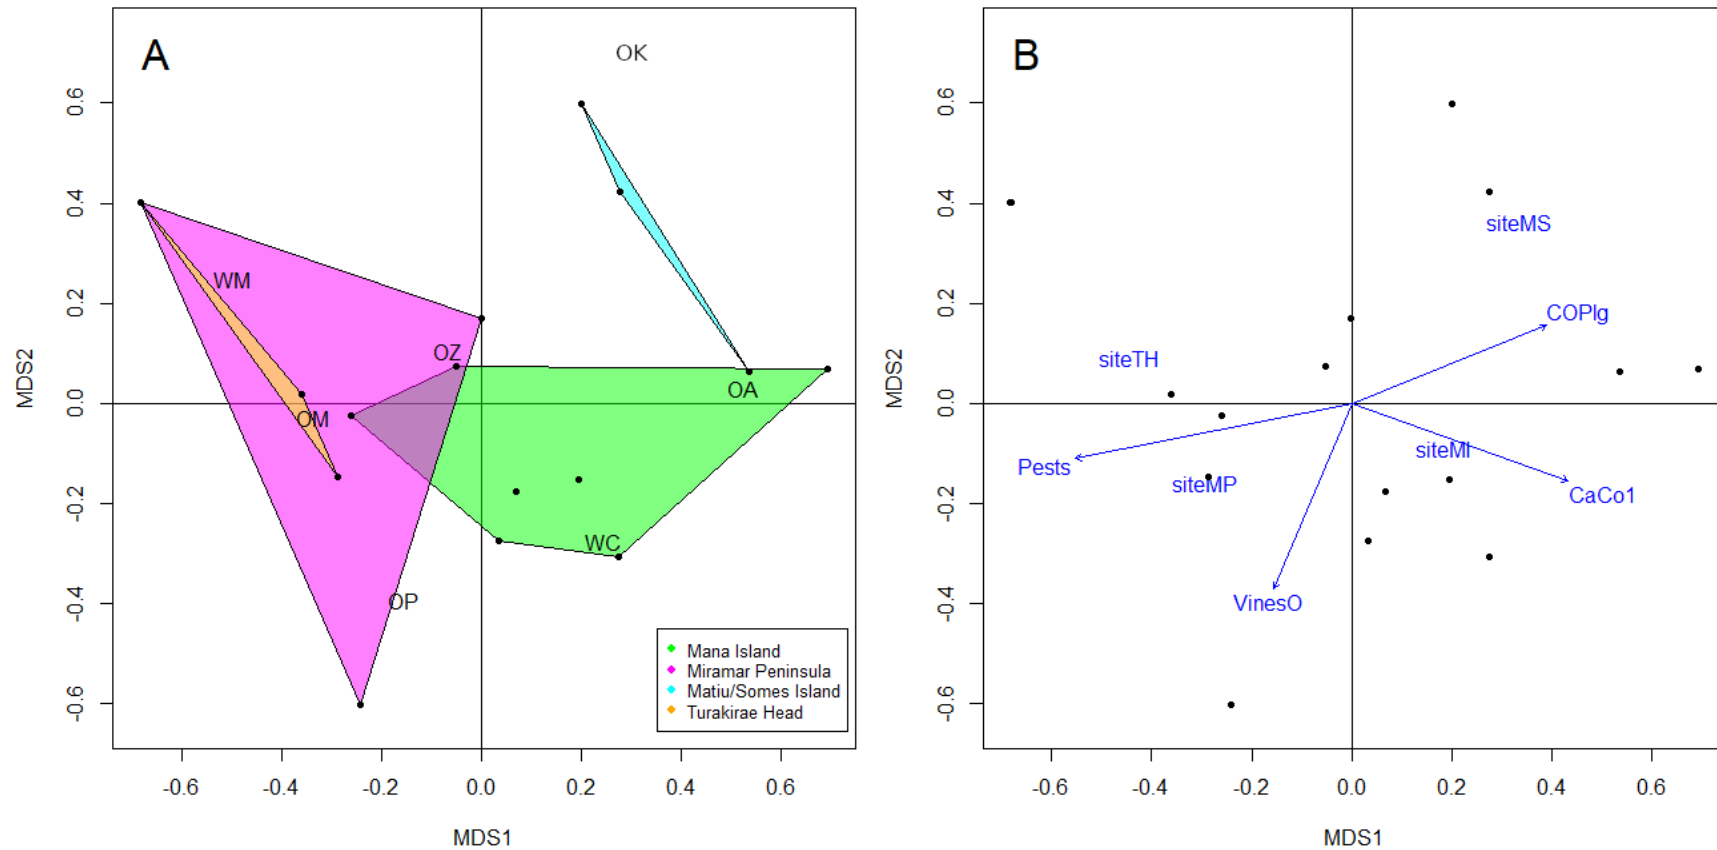 A
OK
WM
OZ
OA
OM
WC
OP
Mana Island
Miramar Peninsula
Matiu/Somes Island
Turakirae Head
0.6
0.4
0.2
0.0
-0.2
-0.4
-0.6
MDS2
-0.6
-0.4
-0.2
0.0
0.2
0.4
0.6
MDS1
B
siteMS
COPlg
siteTH
siteMI
Pests
siteMP
CaCo1
VinesO
0.6
0.4
0.2
0.0
-0.2
-0.4
-0.6
MDS2
-0.6
-0.4
-0.2
0.0
0.2
0.4
0.6
MDS1